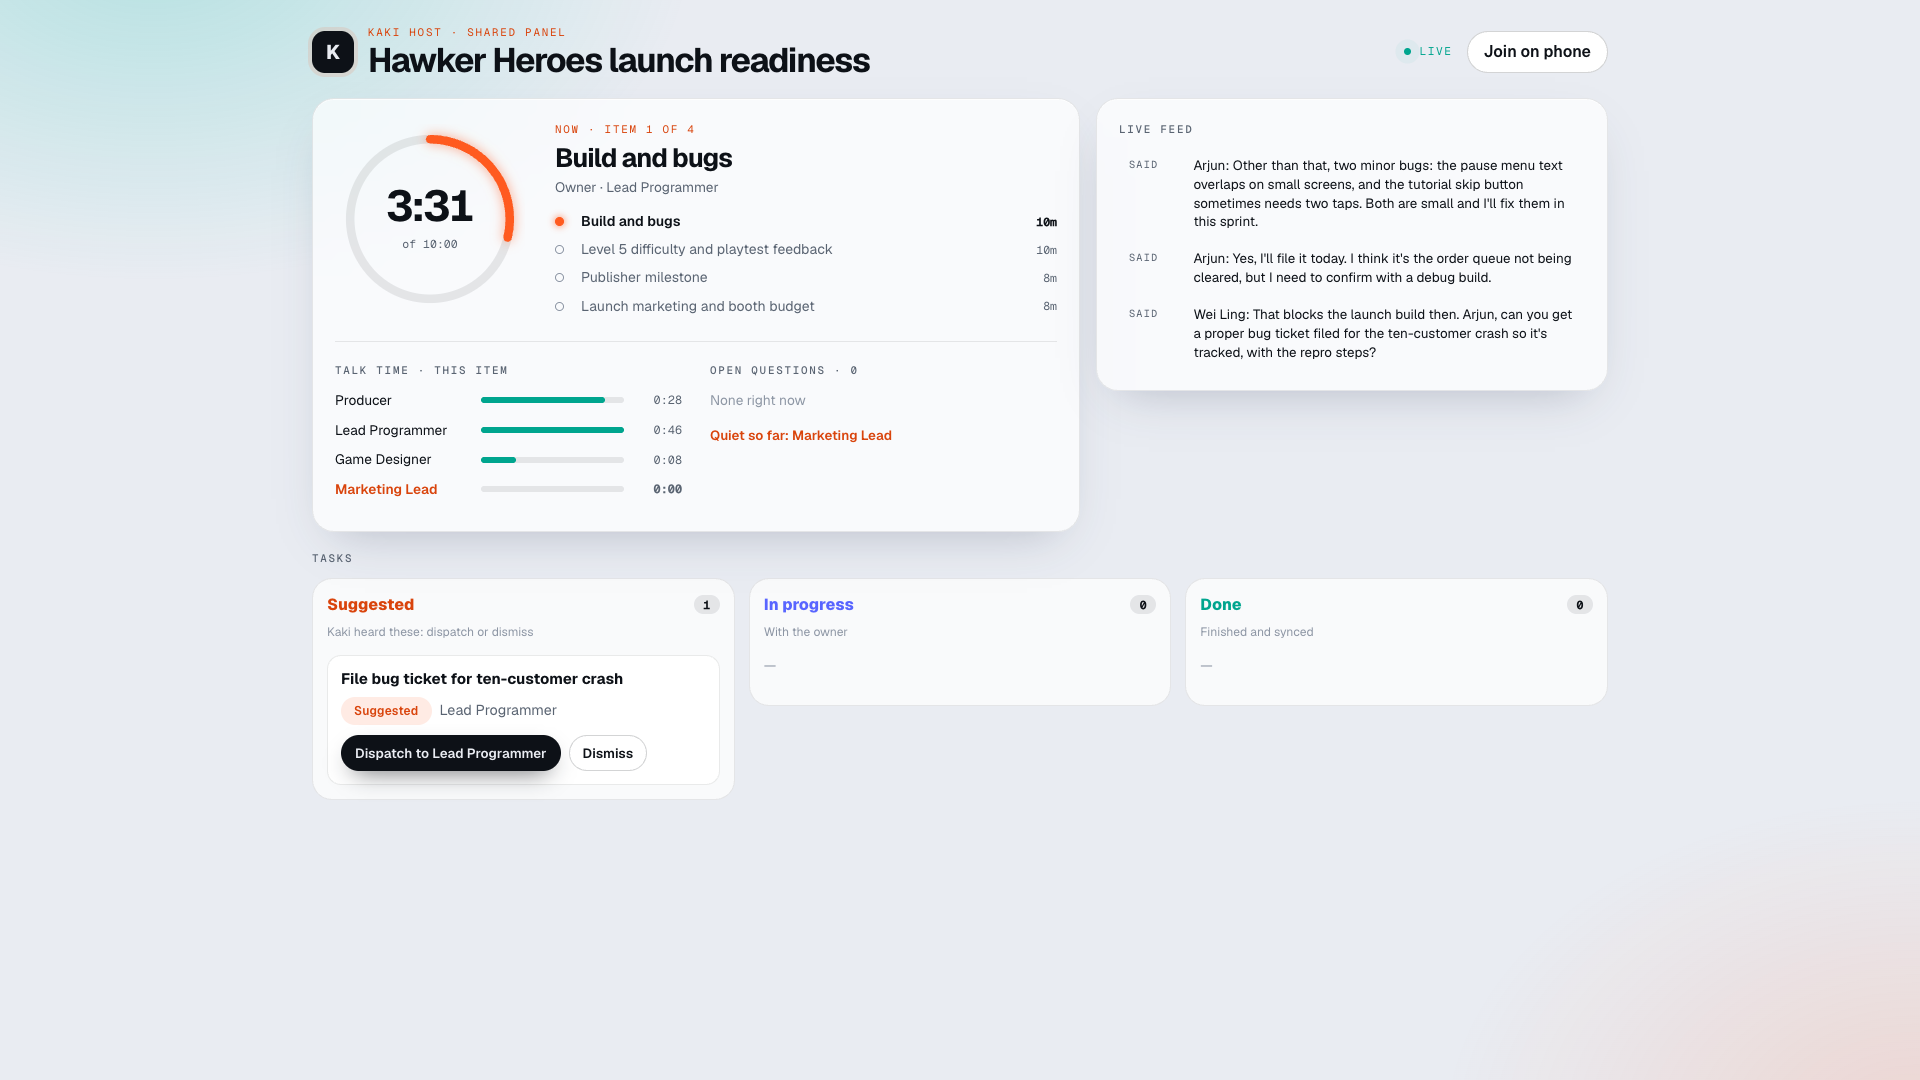 K
KAKI HOST · SHARED PANEL
Hawker Heroes launch readiness
LIVE
Join on phone
3:31
of 10:00
NOW · ITEM 1 OF 4
Build and bugs
Owner · Lead Programmer
Build and bugs 10m
Level 5 difficulty and playtest feedback 10m
Publisher milestone 8m
Launch marketing and booth budget 8m
TALK TIME · THIS ITEM
Producer 0:28
Lead Programmer 0:46
Game Designer 0:08
Marketing Lead 0:00
OPEN QUESTIONS · 0
None right now
Quiet so far: Marketing Lead
LIVE FEED
SAID
Arjun: Other than that, two minor bugs: the pause menu text
overlaps on small screens, and the tutorial skip button
sometimes needs two taps. Both are small and I'll fix them in
this sprint.
SAID
Arjun: Yes, I'll file it today. I think it's the order queue not being
cleared, but I need to confirm with a debug build.
SAID
Wei Ling: That blocks the launch build then. Arjun, can you get
a proper bug ticket filed for the ten-customer crash so it's
tracked, with the repro steps?
TASKS
Suggested 1
Kaki heard these: dispatch or dismiss
File bug ticket for ten-customer crash
Suggested Lead Programmer
Dispatch to Lead Programmer Dismiss
In progress 0
With the owner
—
Done 0
Finished and synced
—